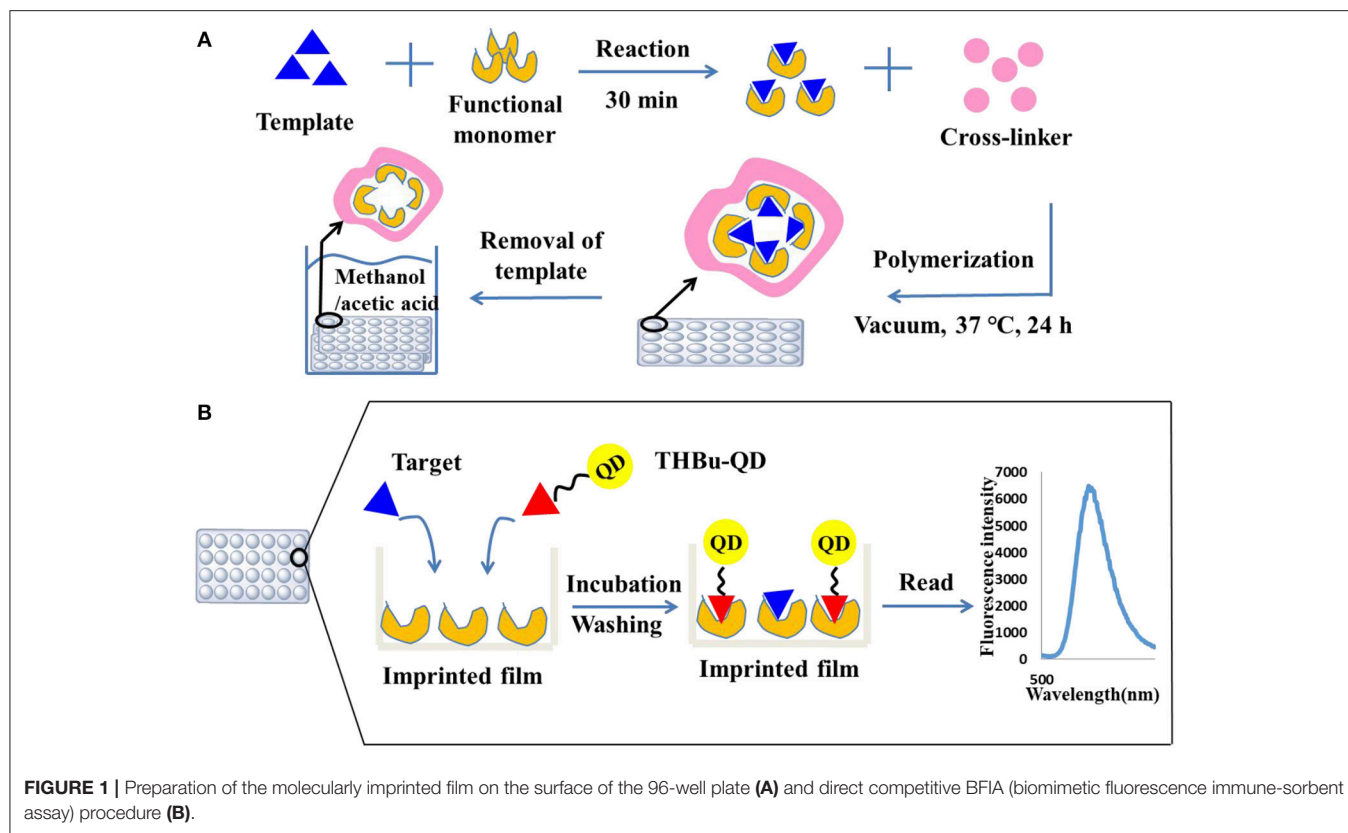 A
Template
Functional
monomer
Reaction
30 min
Cross-linker
Polymerization
Vacuum, 37 °C, 24 h
Removal of
template
Methanol
/acetic acid
B
Target
QD
THBu-QD
Imprinted film
Incubation
Washing
QD
QD
Imprinted film
Read
Fluorescence intensity
7000
6000
5000
4000
3000
2000
1000
0
500
Wavelength(nm)
FIGURE 1 | Preparation of the molecularly imprinted film on the surface of the 96-well plate (A) and direct competitive BFIA (biomimetic fluorescence immune-sorbent
assay) procedure (B).